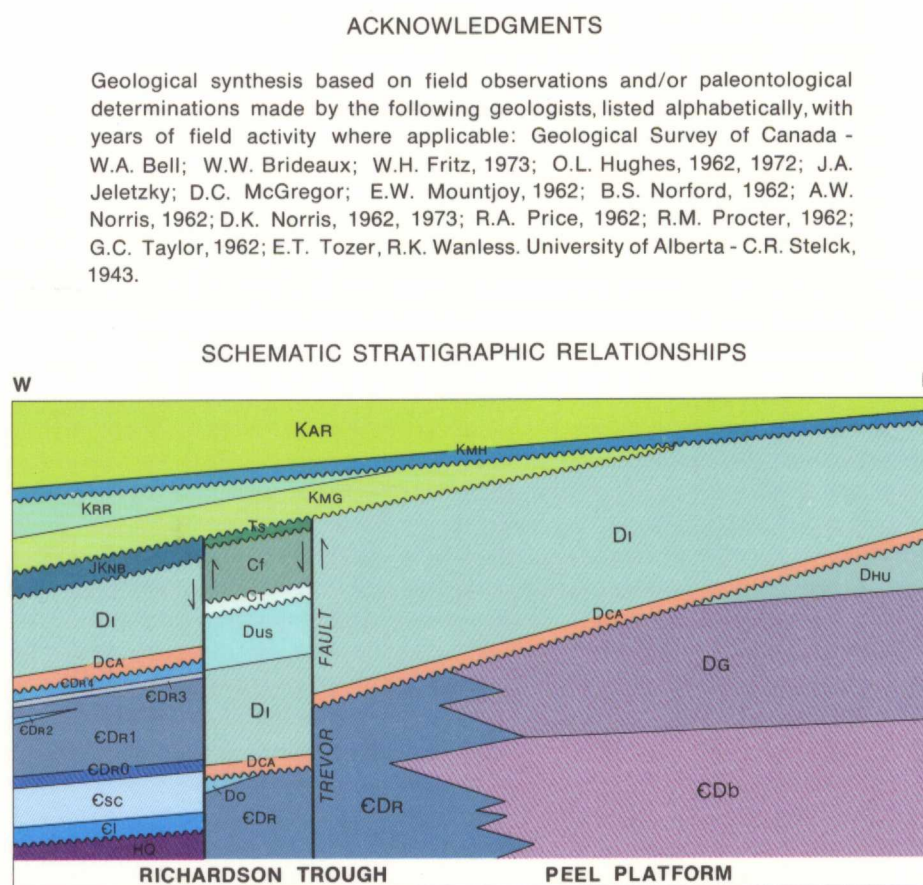 ACKNOWLEDGMENTS
Geological synthesis based on field observations and/or paleontological
determinations made by the following geologists, listed alphabetically, with
years of field activity where applicable: Geological Survey of Canada -
W.A. Bell; W.W. Brideaux; W.H. Fritz, 1973; O.L. Hughes, 1962, 1972; J.A.
Jeletzky; D.C. McGregor; E.W. Mountjoy, 1962; B.S. Norford, 1962; A.W.
Norris, 1962; D.K. Norris, 1962, 1973; R.A. Price, 1962; R.M. Procter, 1962;
G.C. Taylor, 1962; E.T. Tozer, R.K. Wanless. University of Alberta - C.R. Stelck,
1943.
SCHEMATIC STRATIGRAPHIC RELATIONSHIPS
W
KAR
KMH
KRR
KMG
TS
JKNB
Cf
CT
DI
DI
DHU
DUS
DCA
DCA
DG
ЄDR4
ЄDR3
ЄDR2
ЄDR1
DI
TREVOR FAULT
ЄDR0
DCA
DO
ЄSC
ЄDR
ЄDR
ЄDb
ЄI
HQ
RICHARDSON TROUGH
PEEL PLATFORM